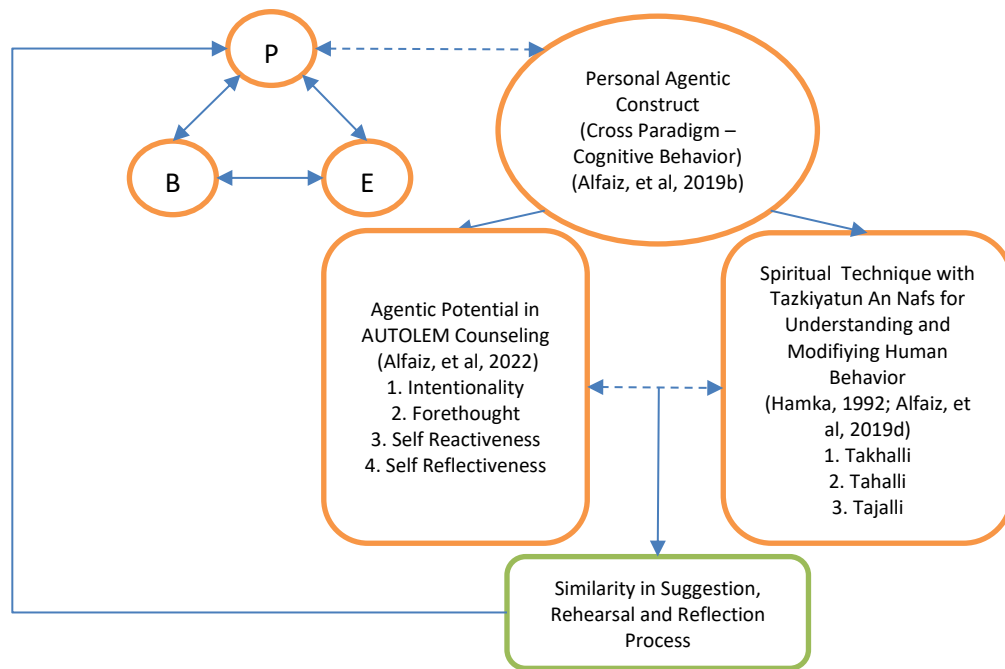 P
B
E
Personal Agentic
Construct
(Cross Paradigm –
Cognitive Behavior)
(Alfaiz, et al, 2019b)
Agentic Potential in
AUTOLEM Counseling
(Alfaiz, et al, 2022)
1. Intentionality
2. Forethought
3. Self Reactiveness
4. Self Reflectiveness
Spiritual Technique with
Tazkiyatun An Nafs for
Understanding and
Modifiying Human
Behavior
(Hamka, 1992; Alfaiz, et
al, 2019d)
1. Takhalli
2. Tahalli
3. Tajalli
Similarity in Suggestion,
Rehearsal and Reflection
Process